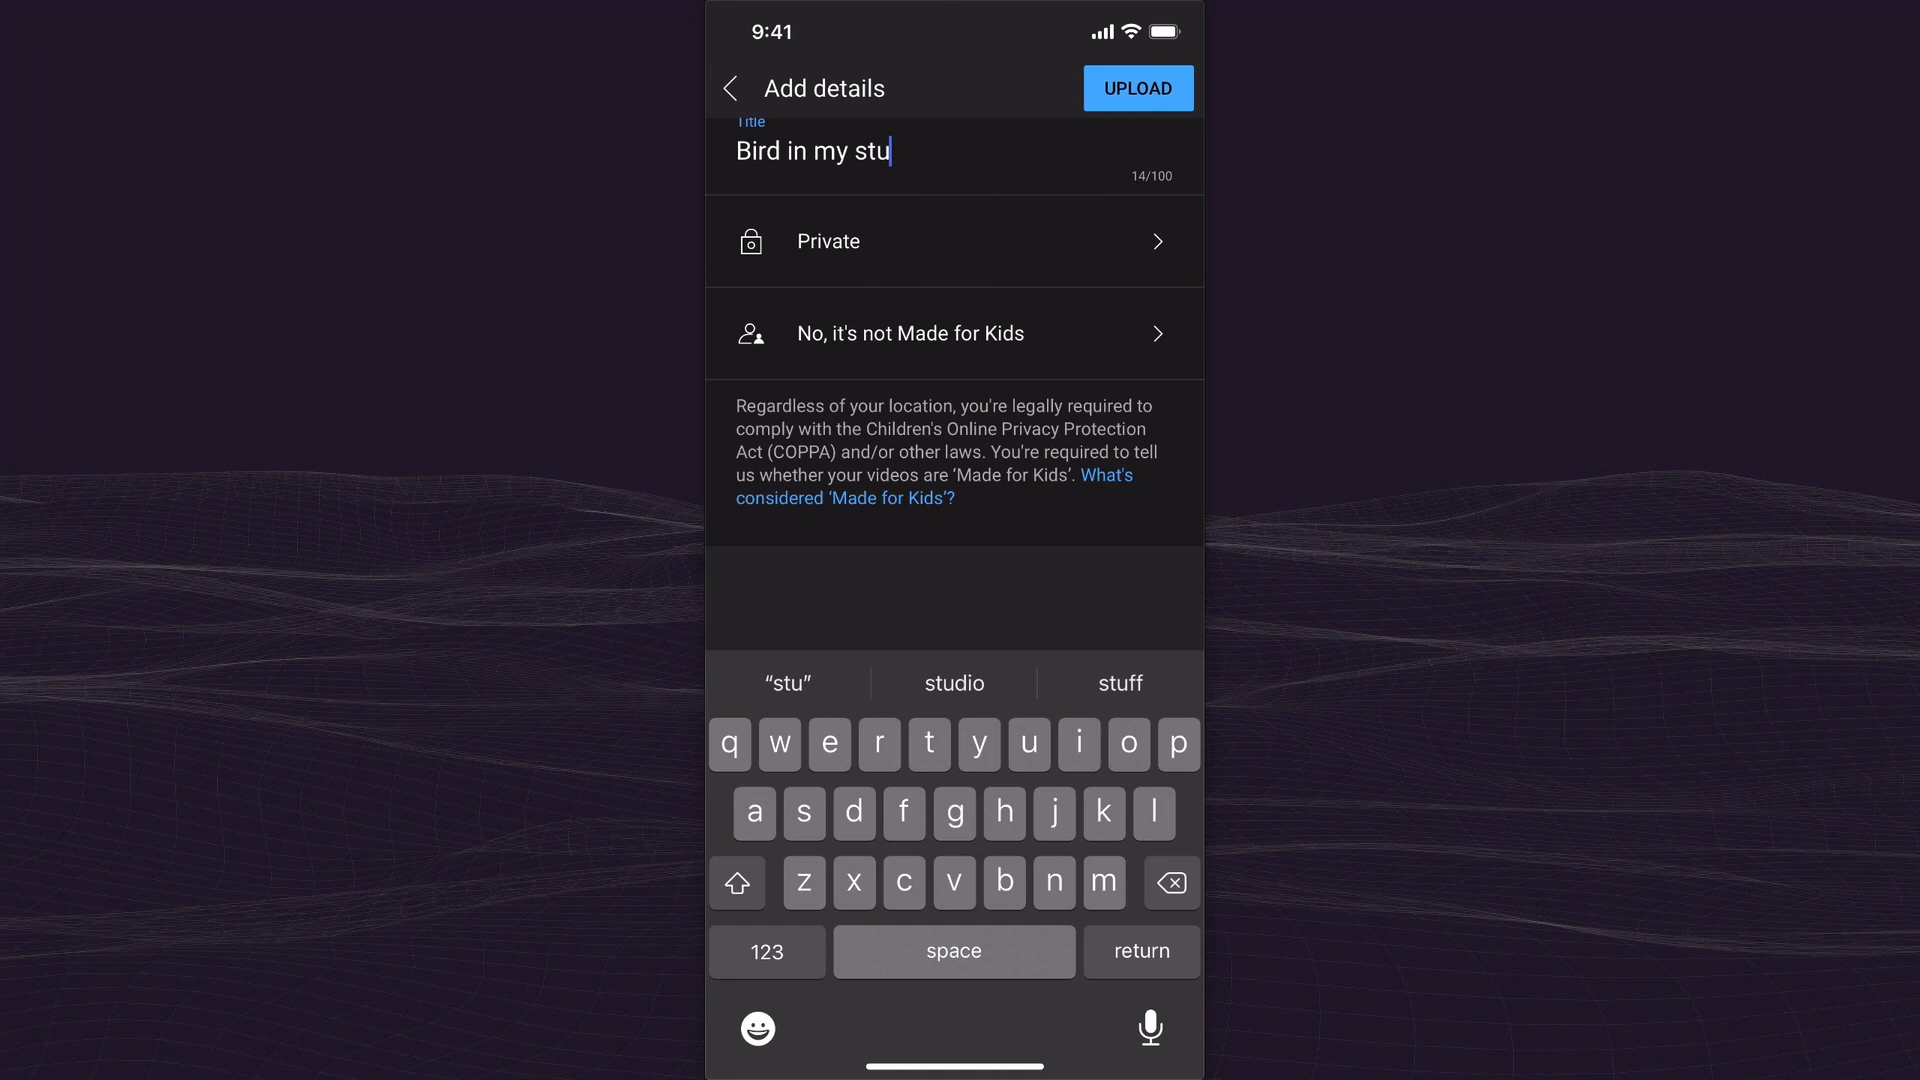 9:41
Add details
UPLOAD
Title
Bird in my stu
14/100
Private
No, it's not Made for Kids
Regardless of your location, you're legally required to
comply with the Children's Online Privacy Protection
Act (COPPA) and/or other laws. You're required to tell
us whether your videos are ‘Made for Kids’. What's
considered ‘Made for Kids’?
“stu” studio stuff
q w e r t y u i o p
a s d f g h j k l
z x c v b n m
123 space return